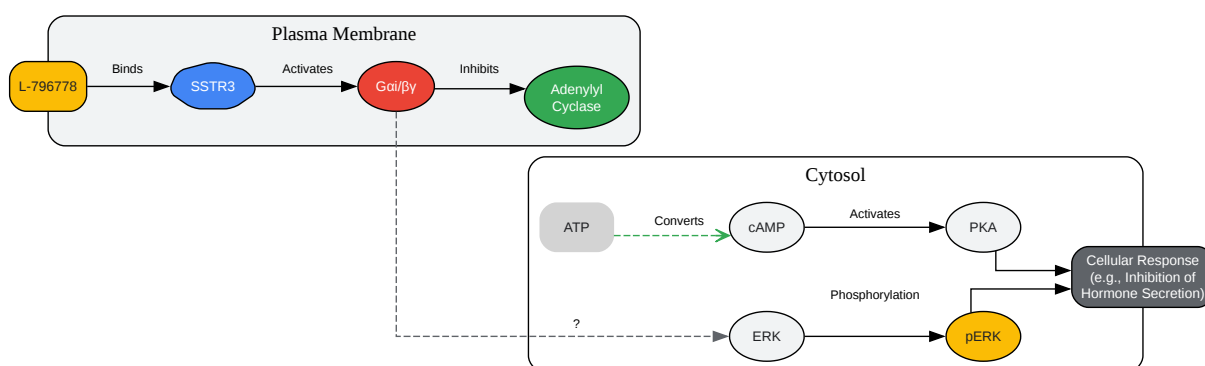 Plasma Membrane
L-796778
Binds
SSTR3
Activates
Gαi/βγ
Inhibits
Adenylyl
Cyclase
Cytosol
ATP
Converts
cAMP
Activates
PKA
Cellular Response
(e.g., Inhibition of
Hormone Secretion)
?
ERK
Phosphorylation
pERK